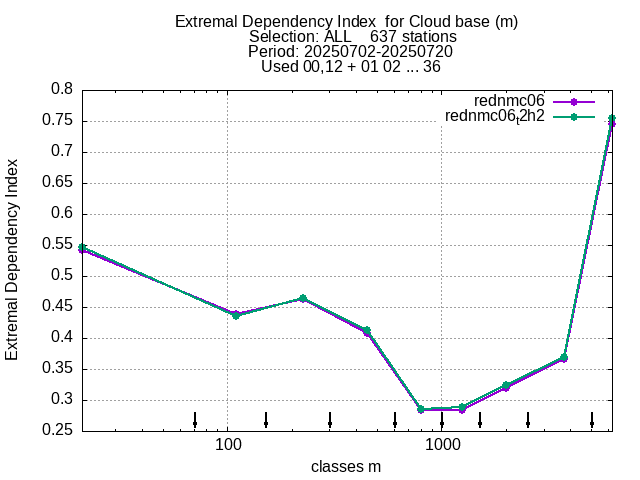 Extremal Dependency Index  for Cloud base (m)
Selection: ALL    637 stations
Period: 20250702-20250720
Used 00,12 + 01 02 ... 36
rednmc06
rednmc06_t2h2
Extremal Dependency Index
0.8
0.75
0.7
0.65
0.6
0.55
0.5
0.45
0.4
0.35
0.3
0.25
100
1000
classes m